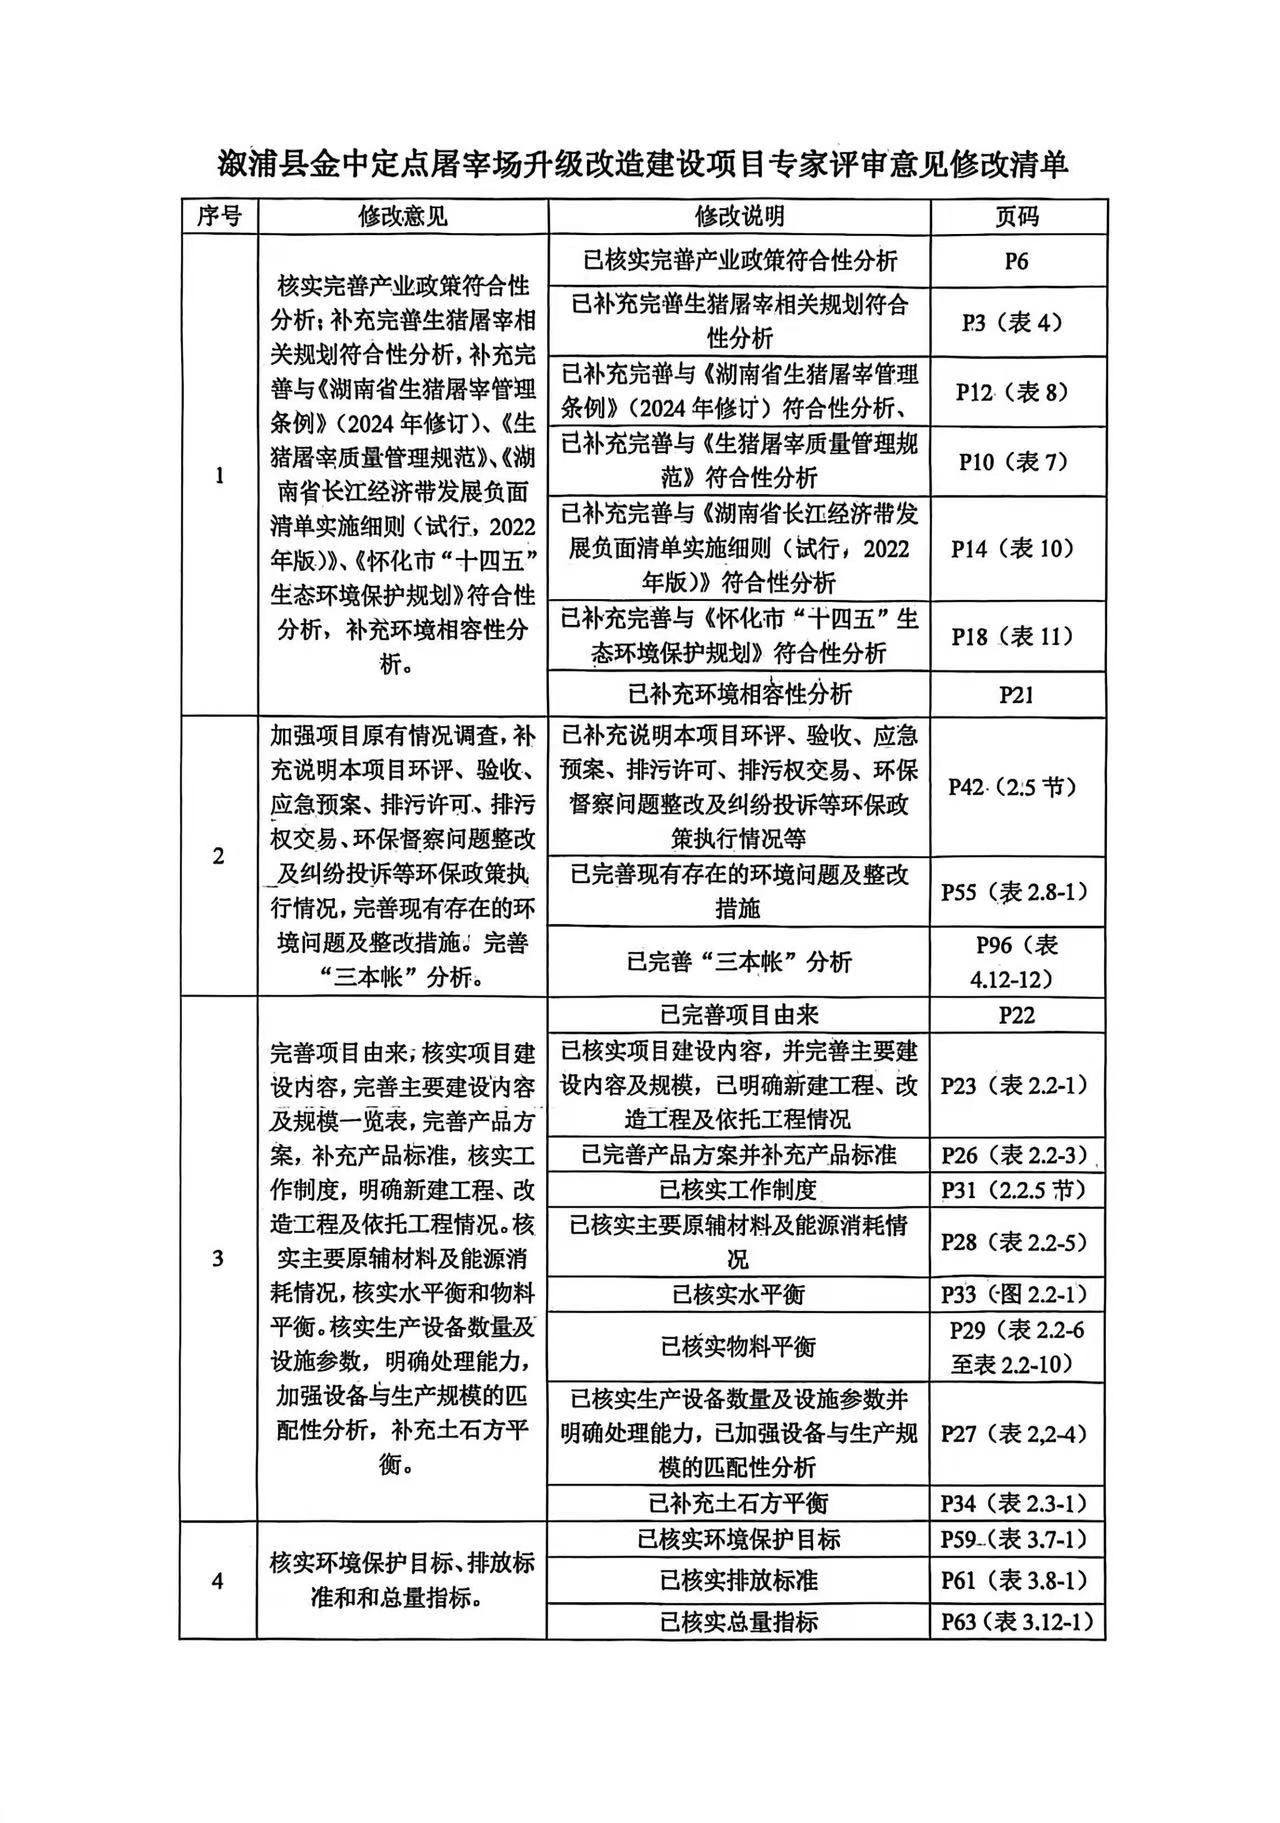 溆浦县金中定点屠宰场升级改造建设项目专家评审意见修改清单
序号 修改意见 修改说明 页码
1
核实完善产业政策符合性
分析；补充完善生猪屠宰相
关规划符合性分析，补充完
善与《湖南省生猪屠宰管理
条例》（2024年修订）、《生
猪屠宰质量管理规范》、《湖
南省长江经济带发展负面
清单实施细则（试行，2022
年版）》、《怀化市“十四五”
生态环境保护规划》符合性
分析，补充环境相容性分
析。
已核实完善产业政策符合性分析 P6
已补充完善生猪屠宰相关规划符合
性分析
P3（表 4）
已补充完善与《湖南省生猪屠宰管理
条例》（2024年修订）符合性分析、
P12（表 8）
已补充完善与《生猪屠宰质量管理规
范》符合性分析
P10（表 7）
已补充完善与《湖南省长江经济带发
展负面清单实施细则（试行，2022
年版）》符合性分析
P14（表 10）
已补充完善与《怀化市“十四五”生
态环境保护规划》符合性分析
P18（表 11）
已补充环境相容性分析 P21
2
加强项目原有情况调查，补
充说明本项目环评、验收、
应急预案、排污许可、排污
权交易、环保督察问题整改
及纠纷投诉等环保政策执
行情况，完善现有存在的环
境问题及整改措施。完善
“三本帐”分析。
已补充说明本项目环评、验收、应急
预案、排污许可、排污权交易、环保
督察问题整改及纠纷投诉等环保政
策执行情况等
P42（2.5 节）
已完善现有存在的环境问题及整改
措施
P55（表 2.8-1）
已完善“三本帐”分析
P96（表
4.12-12）
3
完善项目由来；核实项目建
设内容，完善主要建设内容
及规模一览表，完善产品方
案，补充产品标准，核实工
作制度，明确新建工程、改
造工程及依托工程情况。核
实主要原辅材料及能源消
耗情况，核实水平衡和物料
平衡。核实生产设备数量及
设施参数，明确处理能力，
加强设备与生产规模的匹
配性分析，补充土石方平
衡。
已完善项目由来 P22
已核实项目建设内容，并完善主要建
设内容及规模，已明确新建工程、改
造工程及依托工程情况
P23（表 2.2-1）
已完善产品方案并补充产品标准 P26（表 2.2-3）
已核实工作制度 P31（2.2.5 节）
已核实主要原辅材料及能源消耗情
况
P28（表 2.2-5）
已核实水平衡 P33（图 2.2-1）
已核实物料平衡
P29（表 2.2-6
至表 2.2-10）
已核实生产设备数量及设施参数并
明确处理能力，已加强设备与生产规
模的匹配性分析
P27（表 2.2-4）
已补充土石方平衡 P34（表 2.3-1）
4
核实环境保护目标、排放标
准和和总量指标。
已核实环境保护目标 P59（表 3.7-1）
已核实排放标准 P61（表 3.8-1）
已核实总量指标 P63（表 3.12-1）